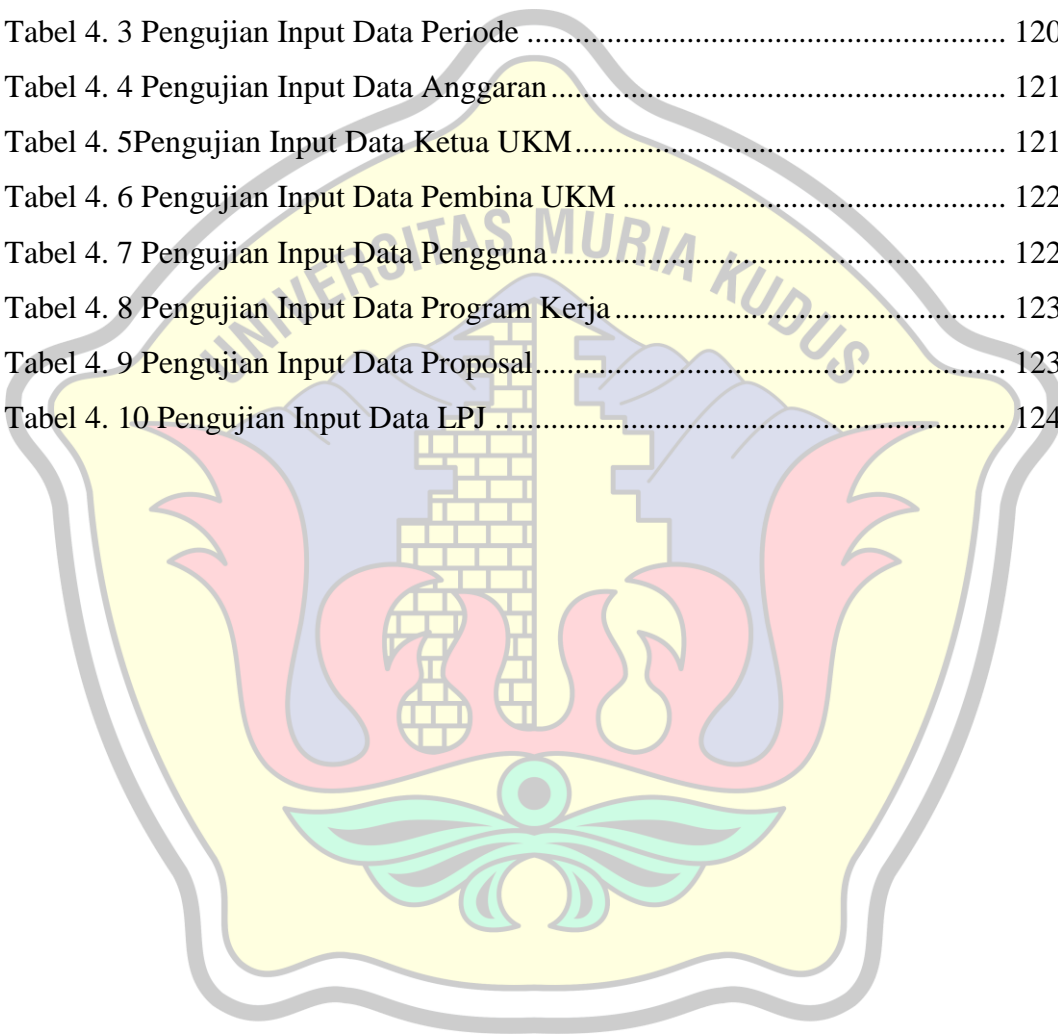 Tabel 4. 3 Pengujian Input Data Periode ............................................................ 120
Tabel 4. 4 Pengujian Input Data Anggaran ......................................................... 121
Tabel 4. 5Pengujian Input Data Ketua UKM...................................................... 121
Tabel 4. 6 Pengujian Input Data Pembina UKM ................................................ 122
Tabel 4. 7 Pengujian Input Data Pengguna ......................................................... 122
Tabel 4. 8 Pengujian Input Data Program Kerja ................................................. 123
Tabel 4. 9 Pengujian Input Data Proposal........................................................... 123
Tabel 4. 10 Pengujian Input Data LPJ ................................................................ 124
UNIVERSITAS MURIA KUDUS